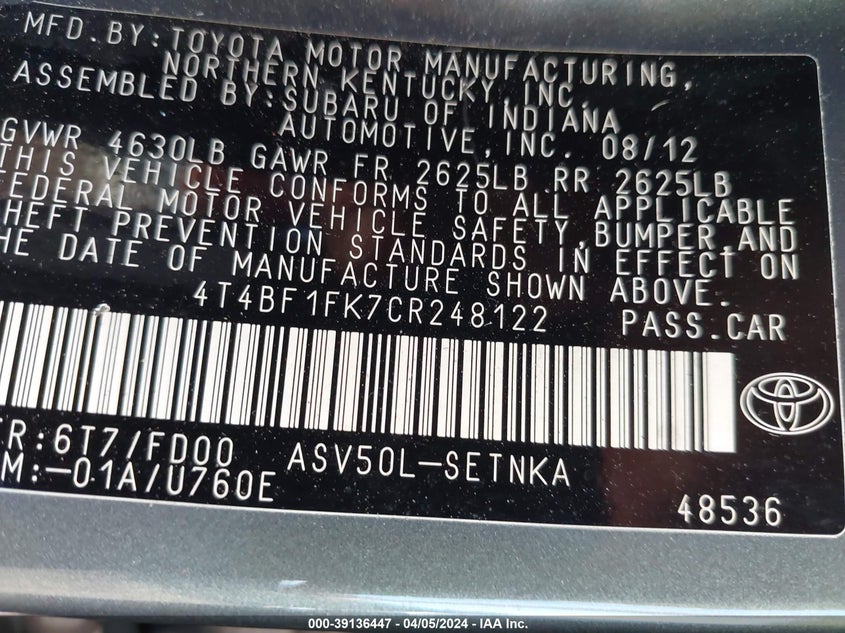 MFD.BY:TOYOTA MOTOR MANUFACTURING,
NORTHERN KENTUCKY, INC.
ASSEMBLED BY:SUBARU OF INDIANA
AUTOMOTIVE,INC. 08/12
GVWR 4630LB GAWR FR 2625LB RR 2625LB
THIS VEHICLE CONFORMS TO ALL APPLICABLE
FEDERAL MOTOR VEHICLE SAFETY,BUMPER,AND
THEFT PREVENTION STANDARDS IN EFFECT ON
THE DATE OF MANUFACTURE SHOWN ABOVE.
4T4BF1FK7CR248122 PASS.CAR
TR:6T7/FD00 ASV50L-SETNKA
M:-01A/U760E
48536
000-39136447 - 04/05/2024 - IAA Inc.